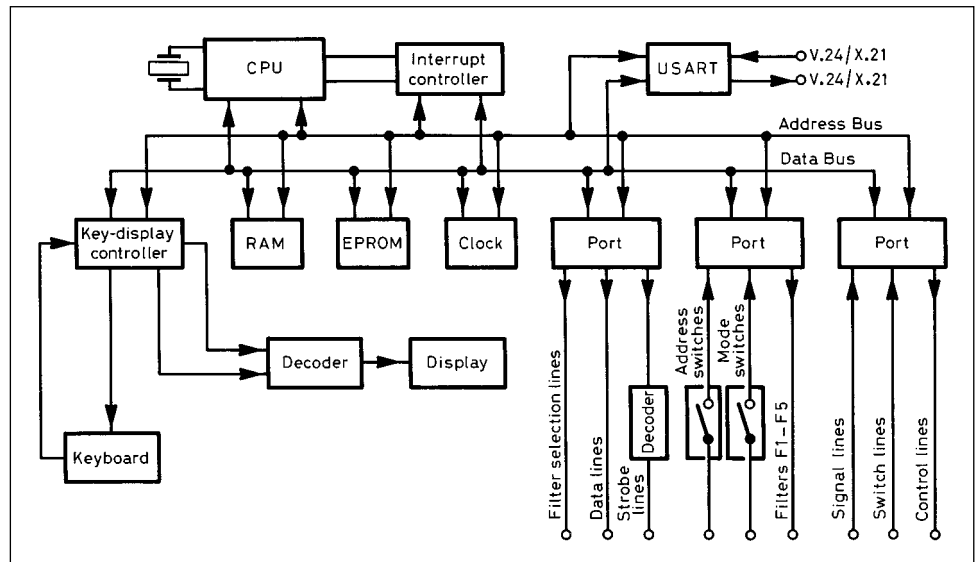 CPU
Interrupt
controller
USART
V.24/X.21
V.24/X.21
Address Bus
Data Bus
Key-display
controller
RAM
EPROM
Clock
Port
Port
Port
Decoder
Display
Keyboard
Filter selection lines
Data lines
Strobe
lines
Decoder
Address
switches
Mode
switches
Filters F1-F5
Signal lines
Switch lines
Control lines